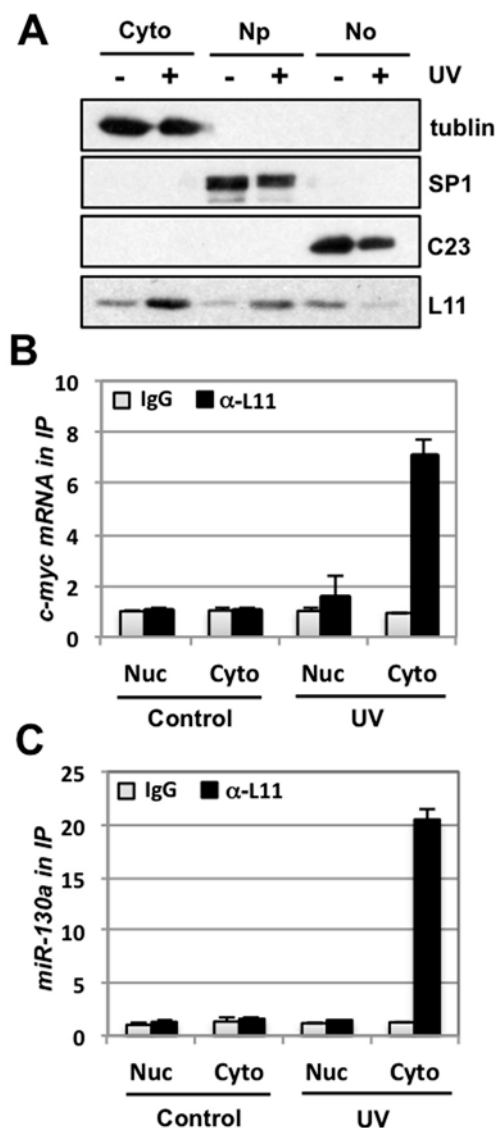 A
Cyto Np No
- + - + - + UV
tublin
SP1
C23
L11
B
10
8
6
4
2
0
c-myc mRNA in IP
IgG α-L11
Nuc Cyto Nuc Cyto
Control UV
C
25
20
15
10
5
0
miR-130a in IP
IgG α-L11
Nuc Cyto Nuc Cyto
Control UV